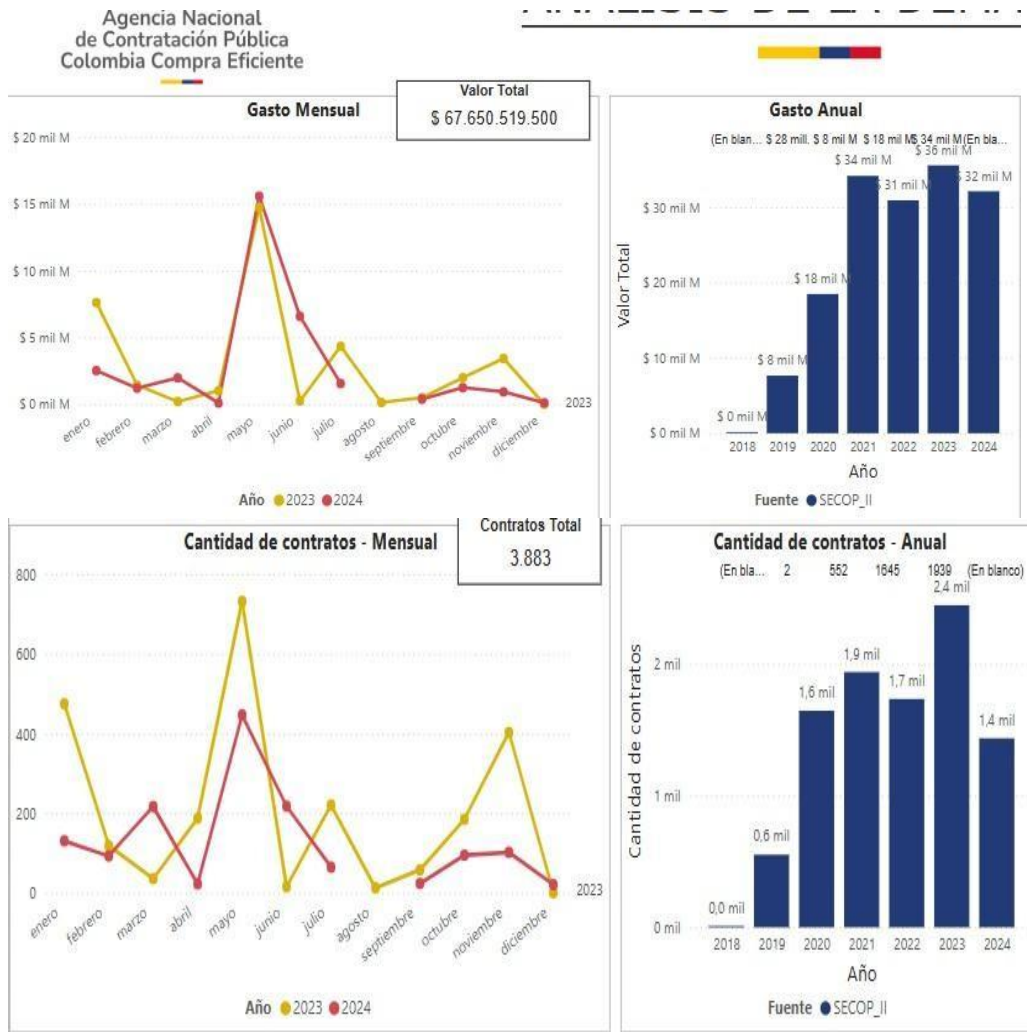 Agencia Nacional
de Contratación Pública
Colombia Compra Eficiente
Gasto Mensual
Valor Total
$ 67.650.519.500
$ 20 mil M
$ 15 mil M
$ 10 mil M
$ 5 mil M
$ 0 mil M
enero febrero marzo abril mayo junio julio agosto septiembre octubre noviembre diciembre
2023
Año 2023 2024
Gasto Anual
(En blan... $ 28 mill. $ 8 mil M $ 18 mil M $ 34 mil M (En bla...
$ 0 mil M $ 8 mil M $ 18 mil M $ 34 mil M $ 31 mil M $ 36 mil M $ 32 mil M
Valor Total
$ 30 mil M
$ 20 mil M
$ 10 mil M
$ 0 mil M
2018 2019 2020 2021 2022 2023 2024
Año
Fuente SECOP_II
Cantidad de contratos - Mensual
Contratos Total
3.883
800
600
400
200
0
enero febrero marzo abril mayo junio julio agosto septiembre octubre noviembre diciembre
2023
Año 2023 2024
Cantidad de contratos - Anual
(En bla... 2 552 1645 1939 (En blanco)
0,0 mil 0,6 mil 1,6 mil 1,9 mil 1,7 mil 2,4 mil 1,4 mil
Cantidad de contratos
2 mil
1 mil
0 mil
2018 2019 2020 2021 2022 2023 2024
Año
Fuente SECOP_II